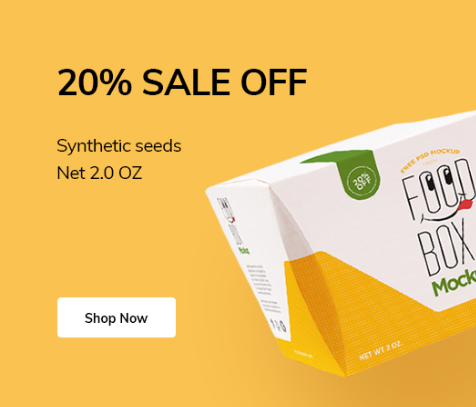 20% SALE OFF
Synthetic seeds
Net 2.0 OZ
Shop Now
20%
OFF
FREE PSD MOCKUP
FOOD
BOX
Mock
NET WT 2 OZ.